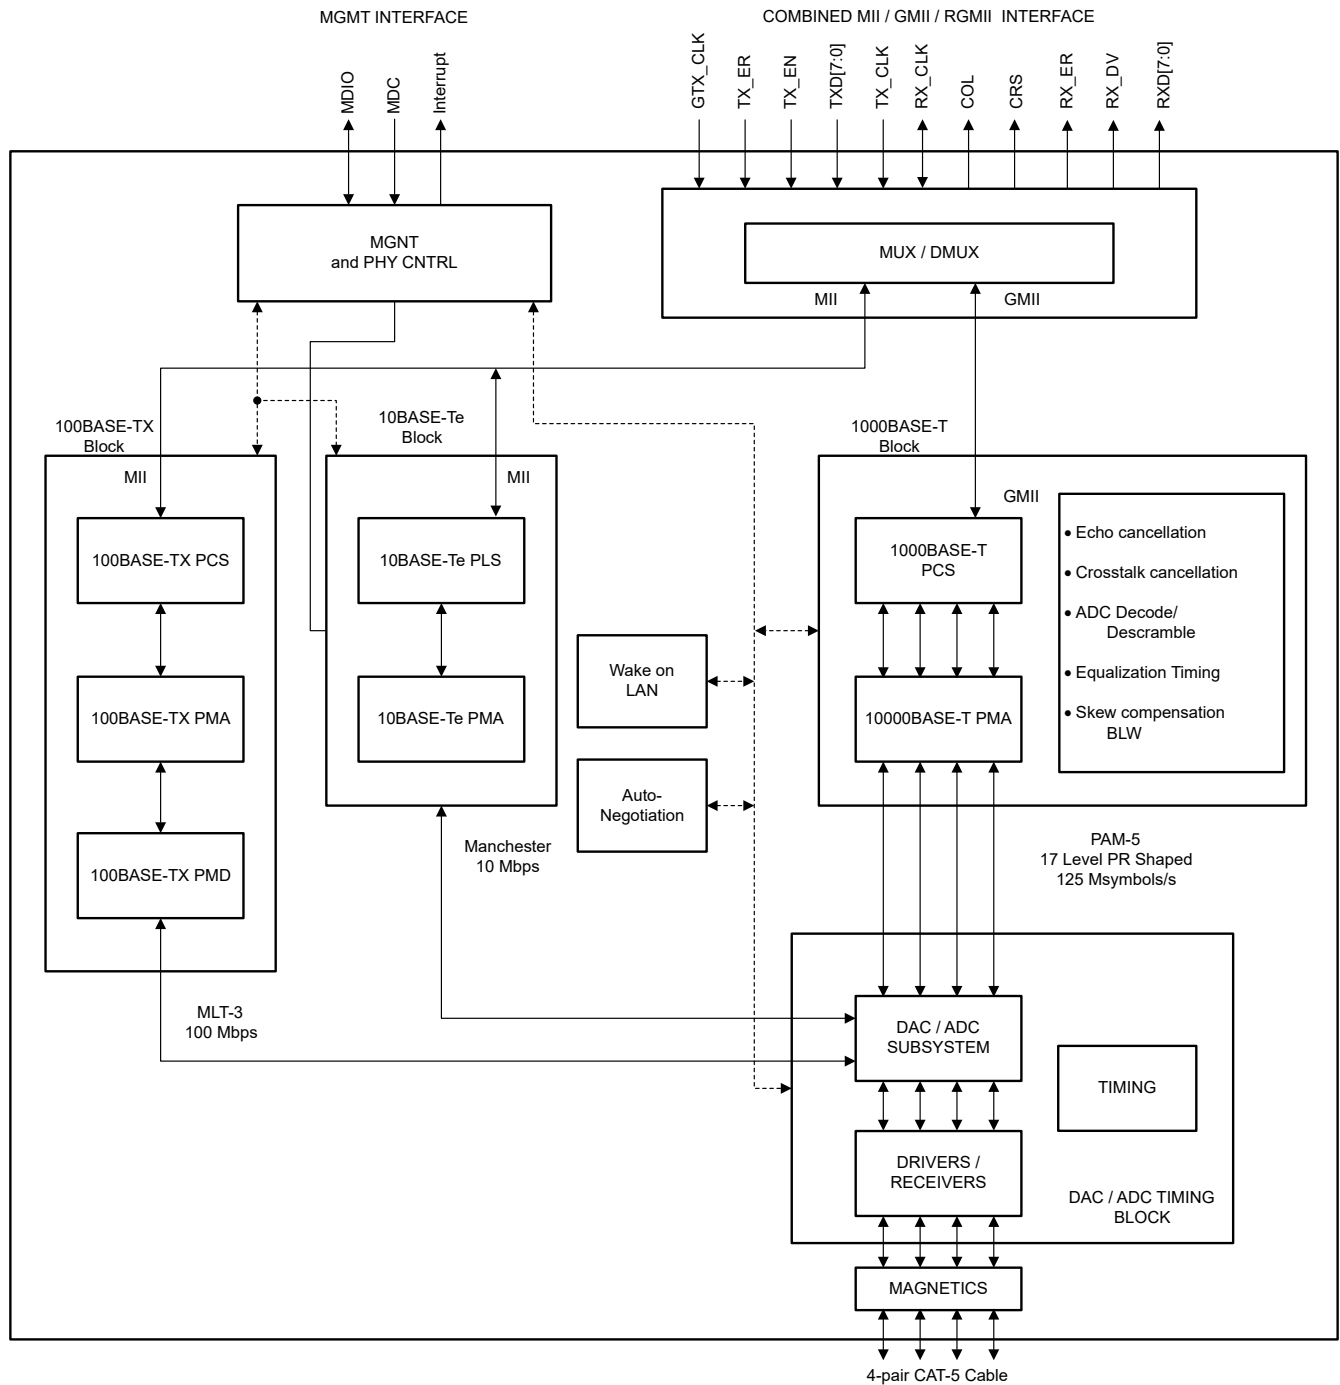 MGMT INTERFACE
COMBINED MII / GMII / RGMII INTERFACE
MDIO
MDC
Interrupt
GTX_CLK
TX_ER
TX_EN
TXD[7:0]
TX_CLK
RX_CLK
COL
CRS
RX_ER
RX_DV
RXD[7:0]
MGNT
and PHY CNTRL
MUX / DMUX
MII
GMII
100BASE-TX
Block
10BASE-Te
Block
1000BASE-T
Block
MII
MII
GMII
100BASE-TX PCS
10BASE-Te PLS
1000BASE-T
PCS
• Echo cancellation
• Crosstalk cancellation
• ADC Decode/
Descramble
• Equalization Timing
• Skew compensation
BLW
Wake on
LAN
100BASE-TX PMA
10BASE-Te PMA
10000BASE-T PMA
Auto-
Negotiation
Manchester
10 Mbps
PAM-5
17 Level PR Shaped
125 Msymbols/s
100BASE-TX PMD
MLT-3
100 Mbps
DAC / ADC
SUBSYSTEM
TIMING
DRIVERS /
RECEIVERS
DAC / ADC TIMING
BLOCK
MAGNETICS
4-pair CAT-5 Cable